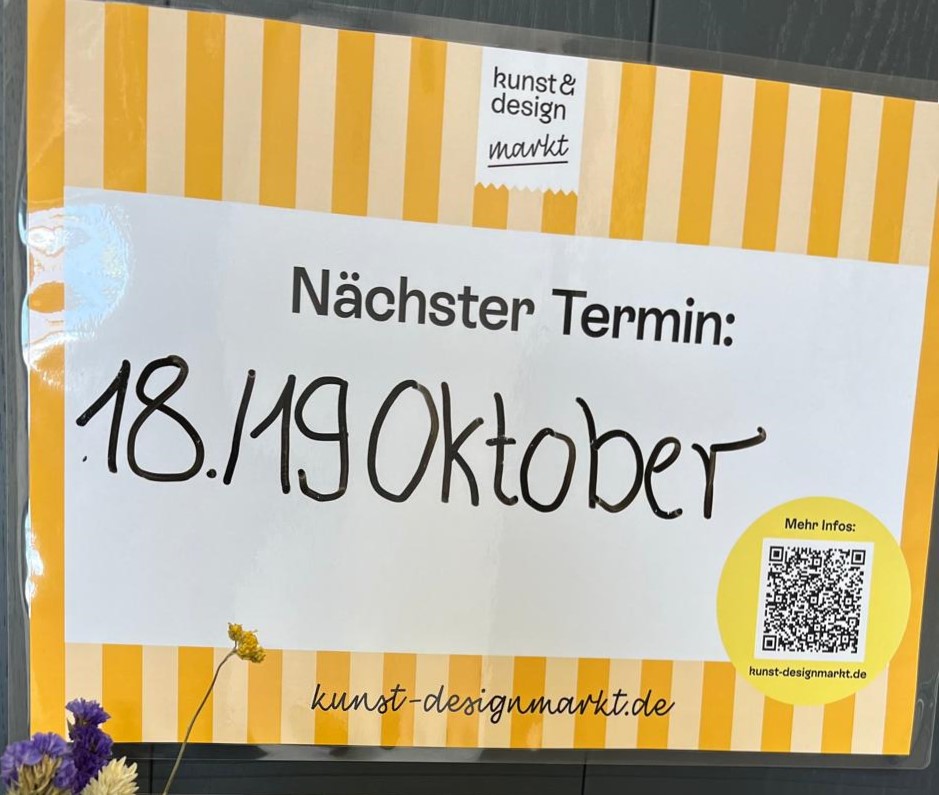 kunst&
design
markt
Nächster Termin:
18./19 Oktober
Mehr Infos:
kunst-designmarkt.de
kunst-designmarkt.de